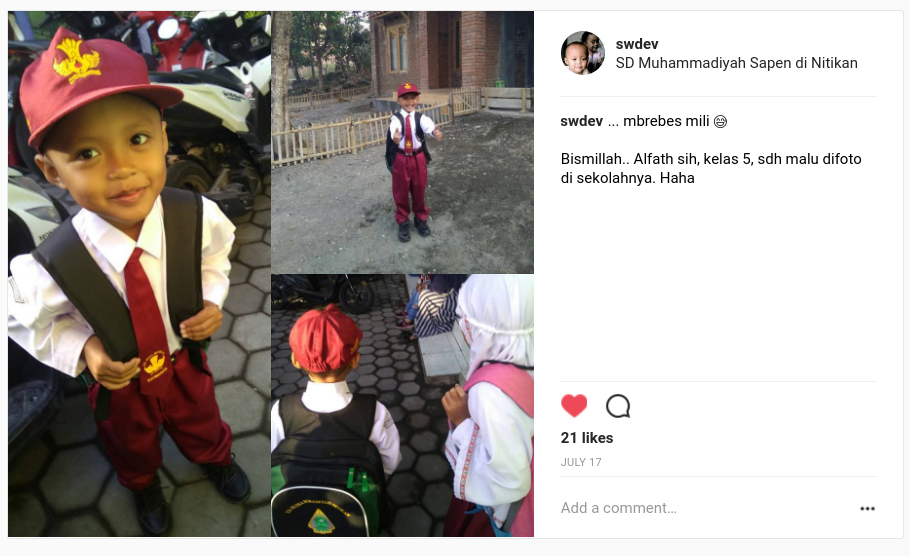 swdev
SD Muhammadiyah Sapen di Nitikan
swdev ... mbrebes mili 😅
Bismillah.. Alfath sih, kelas 5, sdh malu difoto
di sekolahnya. Haha
21 likes
JULY 17
Add a comment...